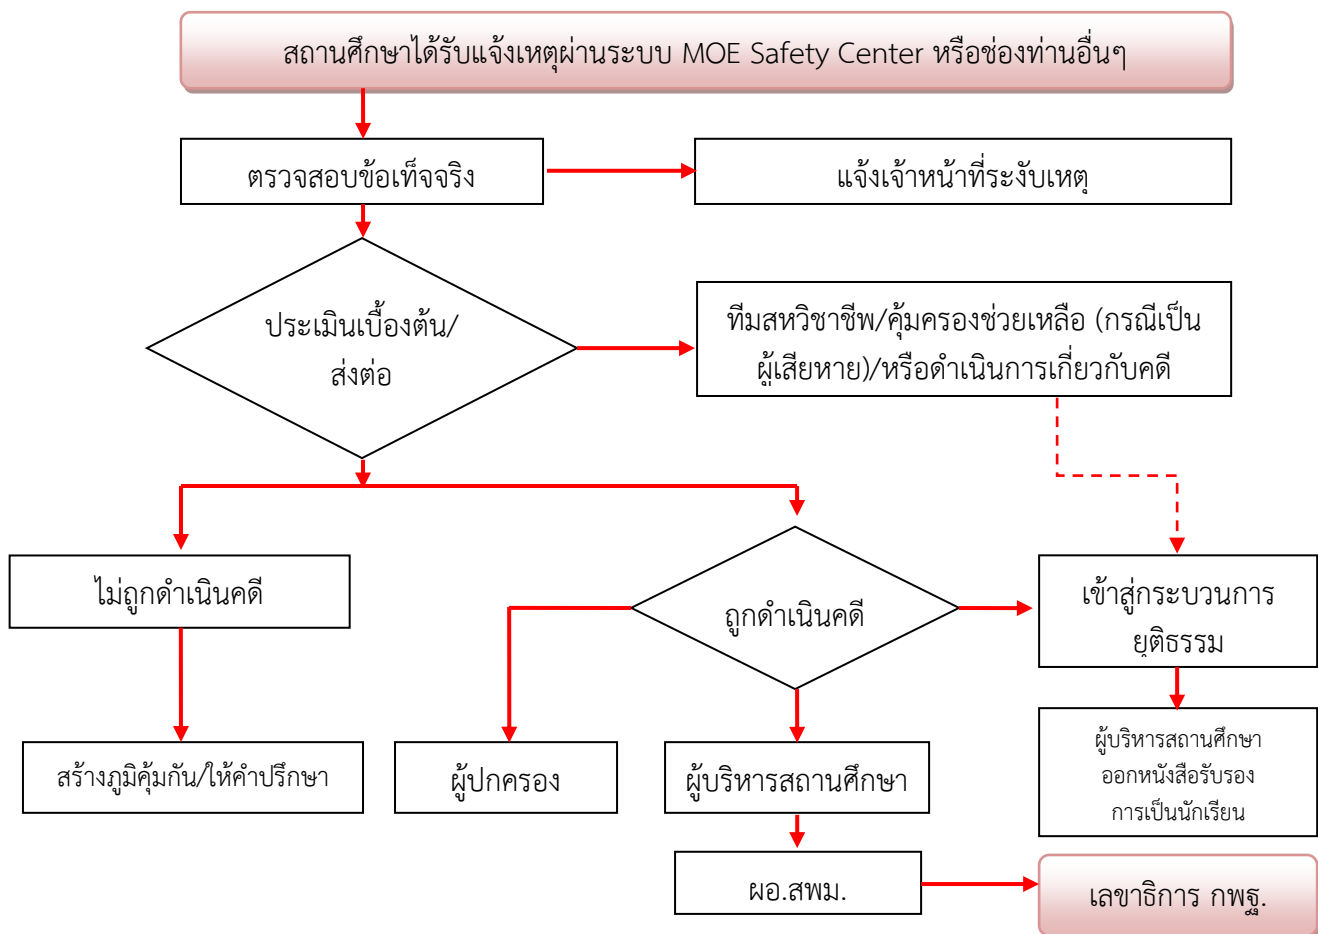 สถานศึกษาได้รับแจ้งเหตุผ่านระบบ MOE Safety Center หรือช่องท่านอื่นๆ
ตรวจสอบข้อเท็จจริง
แจ้งเจ้าหน้าที่ระงับเหตุ
ประเมินเบื้องต้น/
ส่งต่อ
ทีมสหวิชาชีพ/คุ้มครองช่วยเหลือ (กรณีเป็น
ผู้เสียหาย)/หรือดำเนินการเกี่ยวกับคดี
ไม่ถูกดำเนินคดี
ถูกดำเนินคดี
เข้าสู่กระบวนการ
ยุติธรรม
สร้างภูมิคุ้มกัน/ให้คำปรึกษา
ผู้ปกครอง
ผู้บริหารสถานศึกษา
ผู้บริหารสถานศึกษา
ออกหนังสือรับรอง
การเป็นนักเรียน
ผอ.สพม.
เลขาธิการ กพฐ.